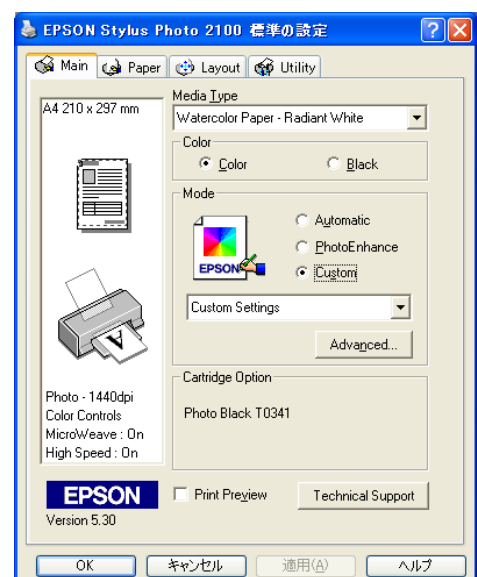 EPSON Stylus Photo 2100 標準の設定
Main
Paper
Layout
Utility
A4 210 x 297 mm
Media Type
Watercolor Paper - Radiant White
Color
Color
Black
Mode
EPSON
Automatic
PhotoEnhance
Custom
Custom Settings
Advanced...
A
Photo - 1440dpi
Color Controls
MicroWeave : On
High Speed : On
Cartridge Option
Photo Black T0341
EPSON
Version 5.30
Print Preview
Technical Support
OK
キャンセル
適用(A)
ヘルプ